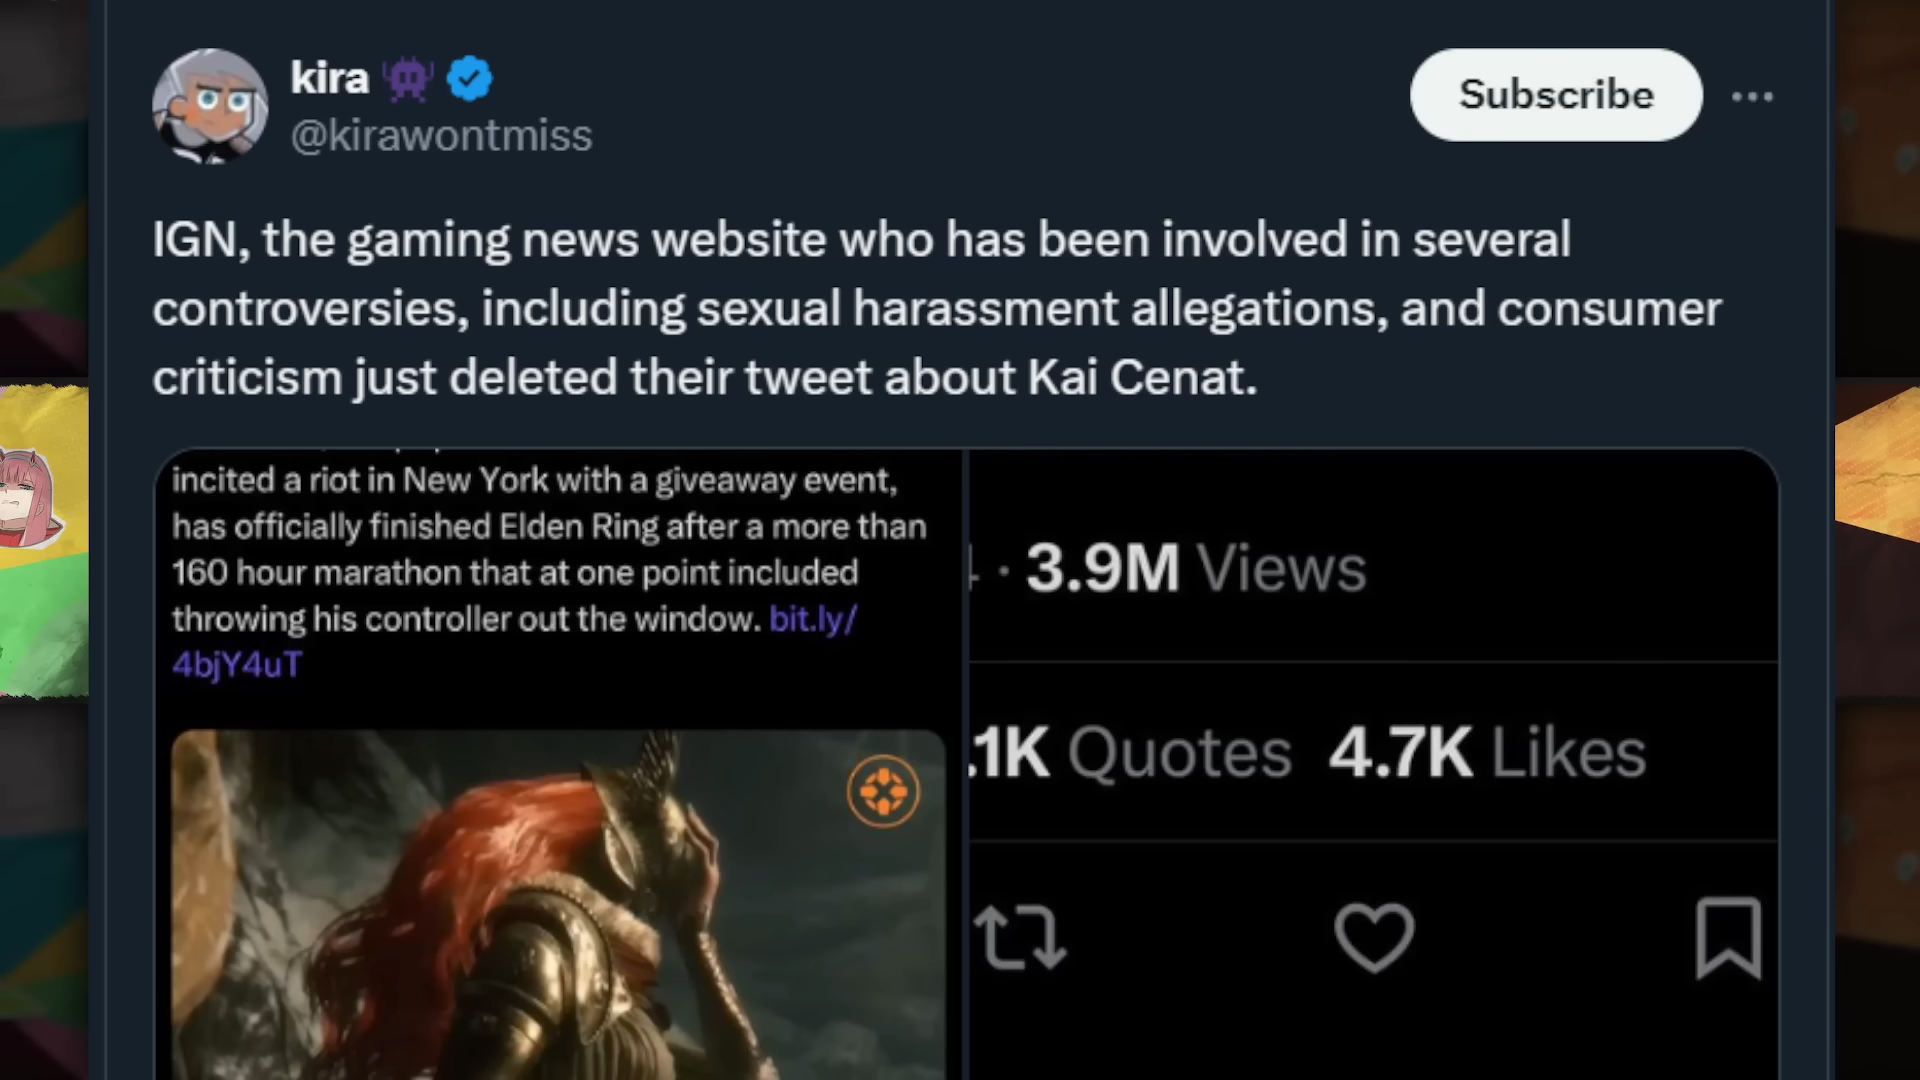 kira
@kirawontmiss
Subscribe
IGN, the gaming news website who has been involved in several
controversies, including sexual harassment allegations, and consumer
criticism just deleted their tweet about Kai Cenat.
incited a riot in New York with a giveaway event,
has officially finished Elden Ring after a more than
160 hour marathon that at one point included
throwing his controller out the window. bit.ly/
4bjY4uT
· 3.9M Views
.1K Quotes 4.7K Likes